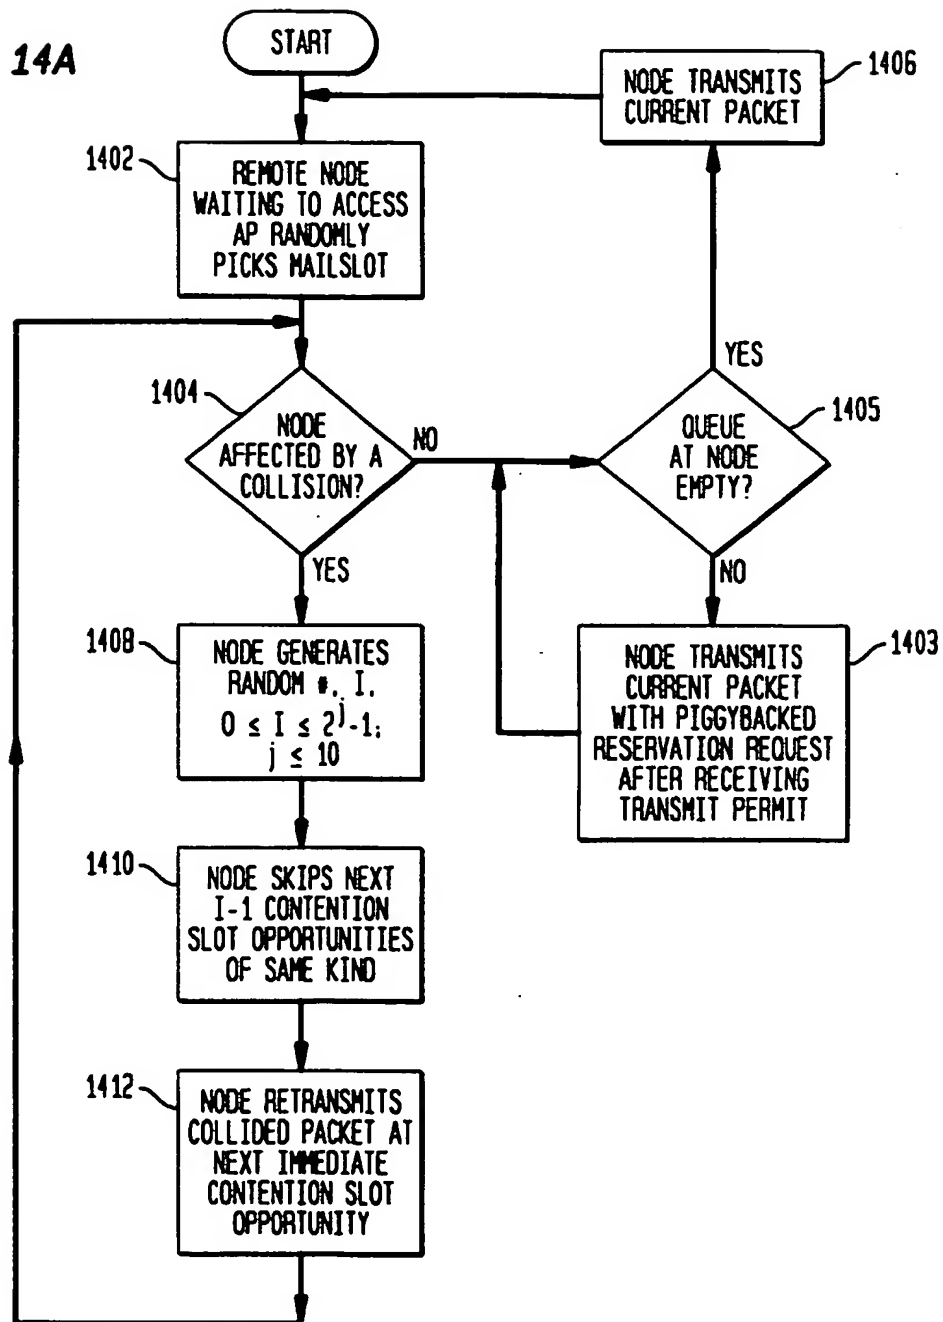 14A
START
1402
REMOTE NODE
WAITING TO ACCESS
AP RANDOMLY
PICKS MAILSLOT
1404
NODE
AFFECTED BY A
COLLISION?
NO
YES
1408
NODE GENERATES
RANDOM #, I,
0 ≤ I ≤ 2^j-1;
j ≤ 10
1410
NODE SKIPS NEXT
I-1 CONTENTION
SLOT OPPORTUNITIES
OF SAME KIND
1412
NODE RETRANSMITS
COLLIDED PACKET AT
NEXT IMMEDIATE
CONTENTION SLOT
OPPORTUNITY
1406
NODE TRANSMITS
CURRENT PACKET
YES
1405
QUEUE
AT NODE
EMPTY?
NO
1403
NODE TRANSMITS
CURRENT PACKET
WITH PIGGYBACKED
RESERVATION REQUEST
AFTER RECEIVING
TRANSMIT PERMIT